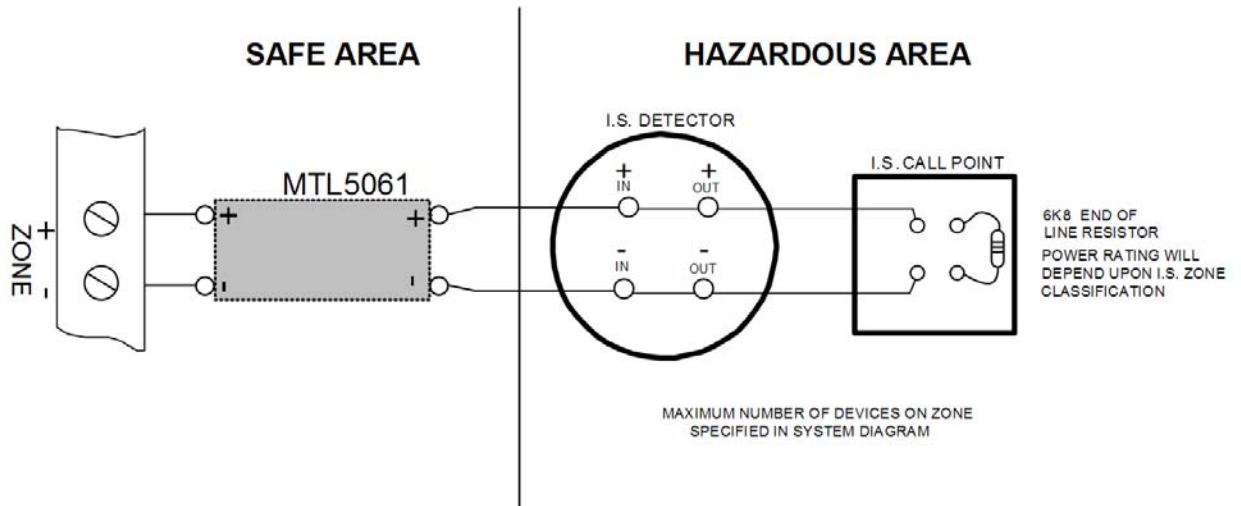 SAFE AREA
HAZARDOUS AREA
I.S. DETECTOR
I.S. CALL POINT
MTL5061
ZONE
+
-
+
+
-
-
+
IN
+
OUT
-
IN
-
OUT
6K8 END OF
LINE RESISTOR
POWER RATING WILL
DEPEND UPON I.S. ZONE
CLASSIFICATION
MAXIMUM NUMBER OF DEVICES ON ZONE
SPECIFIED IN SYSTEM DIAGRAM